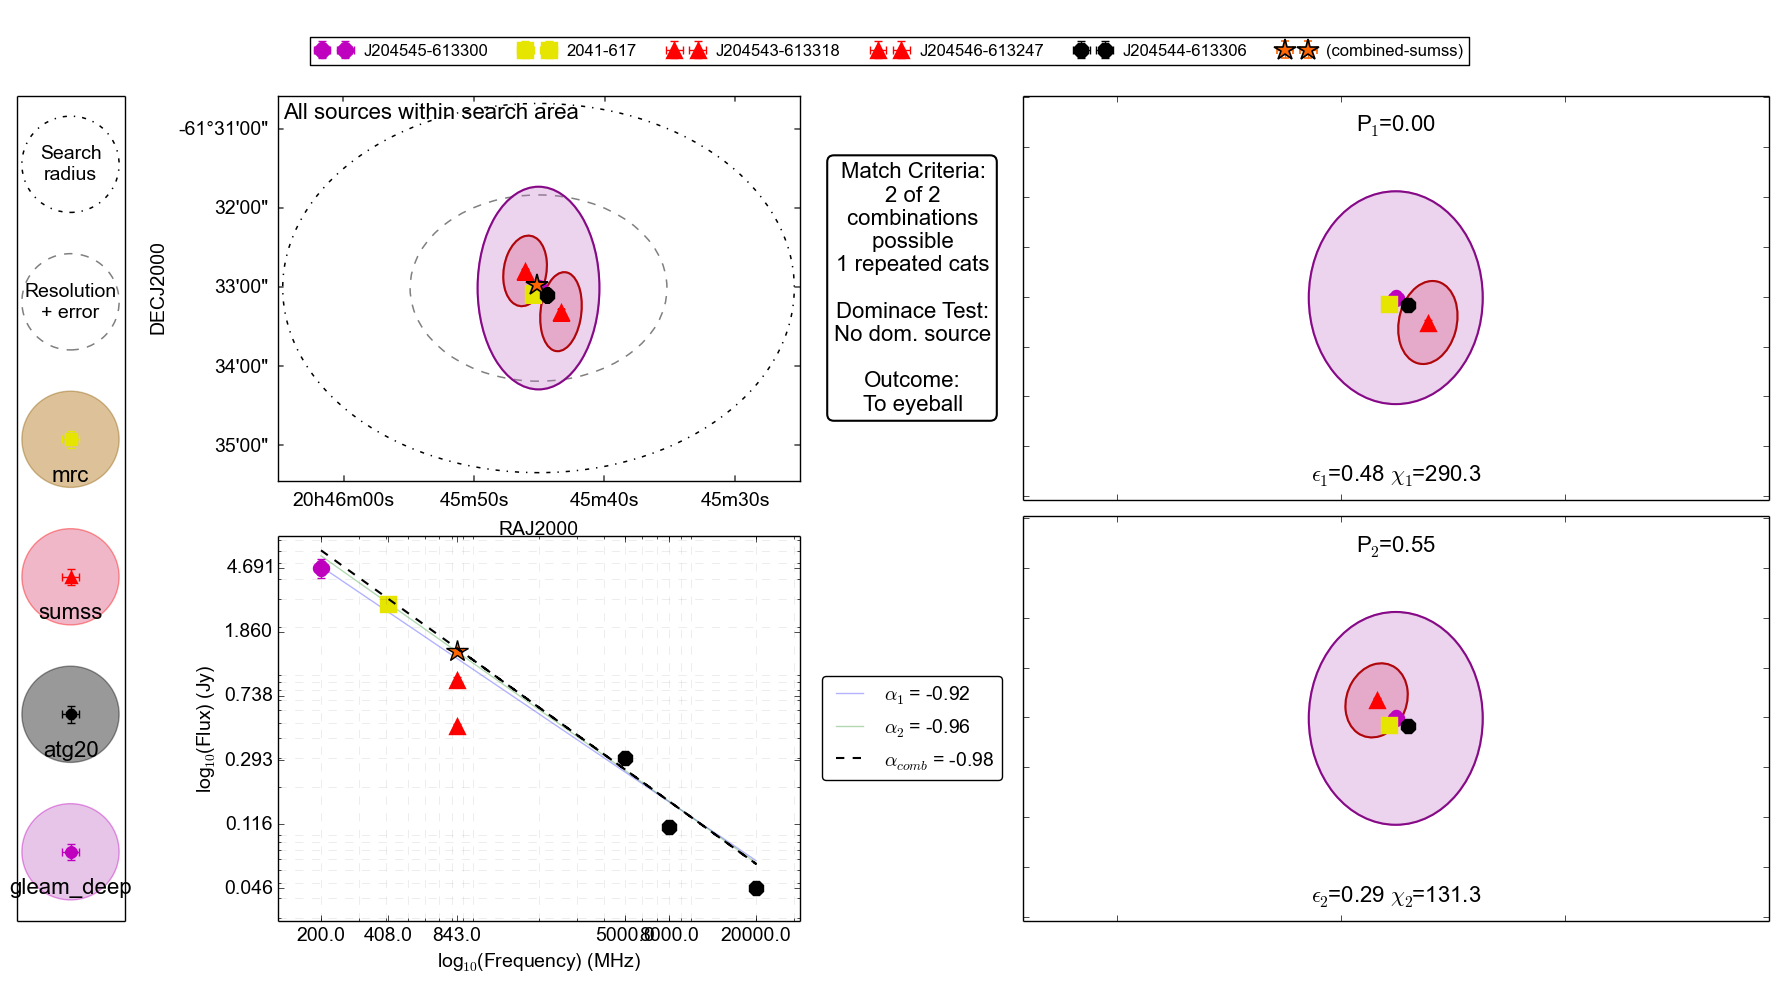 J204545-613300 2041-617 J204543-613318 J204546-613247 J204544-613306 (combined-sumss)
Search
radius
Resolution
+ error
mrc
sumss
atg20
gleam_deep
All sources within search area
-61°31'00"
32'00"
33'00"
34'00"
35'00"
DECJ2000
20h46m00s 45m50s 45m40s 45m30s
RAJ2000
Match Criteria:
2 of 2
combinations
possible
1 repeated cats
Dominace Test:
No dom. source
Outcome:
To eyeball
P₁=0.00
ϵ₁=0.48 χ₁=290.3
P₂=0.55
ϵ₂=0.29 χ₂=131.3
4.691
1.860
0.738
0.293
0.116
0.046
log₁₀(Flux) (Jy)
200.0 408.0 843.0 5000.0 8000.0 20000.0
log₁₀(Frequency) (MHz)
α₁ = -0.92
α₂ = -0.96
α_comb = -0.98